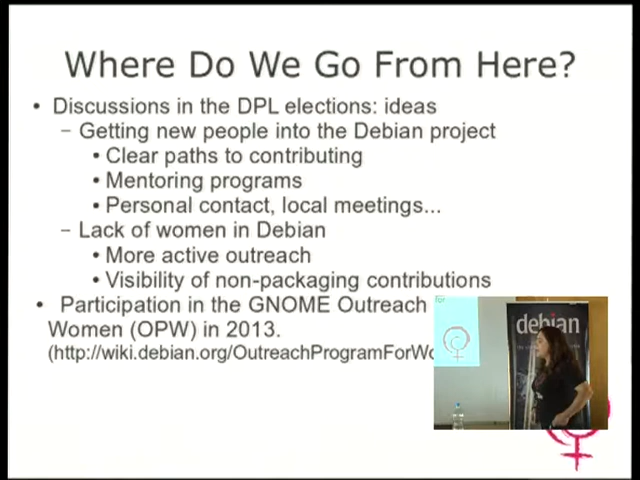 Where Do We Go From Here?
• Discussions in the DPL elections: ideas
– Getting new people into the Debian project
• Clear paths to contributing
• Mentoring programs
• Personal contact, local meetings...
– Lack of women in Debian
• More active outreach
• Visibility of non-packaging contributions
• Participation in the GNOME Outreach
Women (OPW) in 2013.
(http://wiki.debian.org/OutreachProgramForWo
for
debian